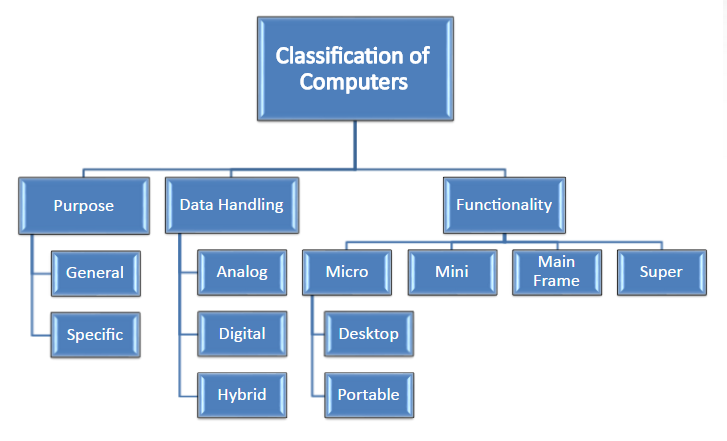 Classification of
Computers
Purpose
Data Handling
Functionality
General
Analog
Micro
Mini
Main
Frame
Super
Specific
Digital
Desktop
Hybrid
Portable